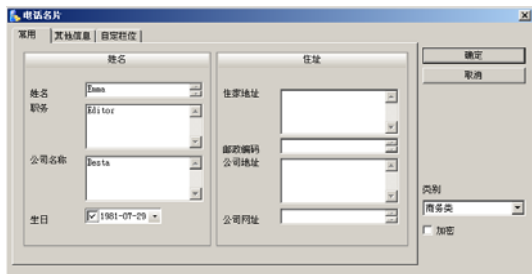 电话名片
常用 其他信息 自定栏位
姓名 住址
确定
取消
姓名 Emma
职务 Editor
公司名称 Besta
生日 1981-07-29
住家地址
邮政编码
公司地址
公司网址
类别
商务类
加密